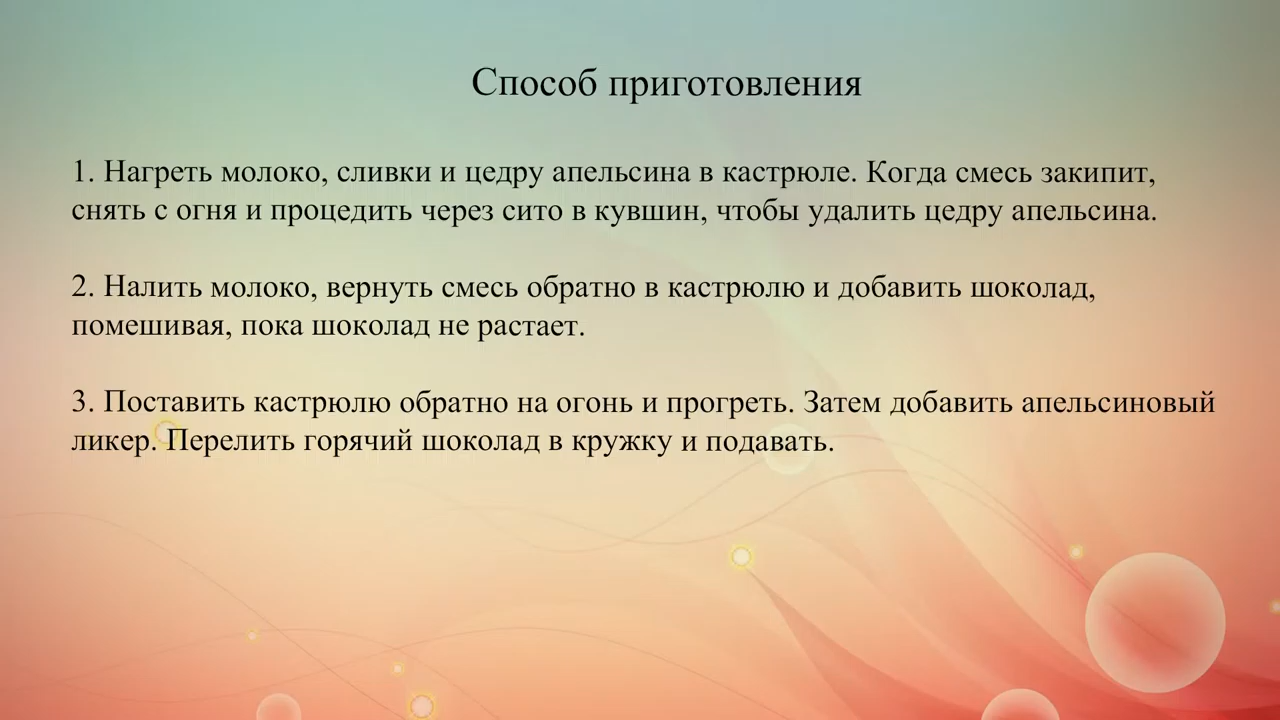 Способ приготовления
1. Нагреть молоко, сливки и цедру апельсина в кастрюле. Когда смесь закипит,
снять с огня и процедить через сито в кувшин, чтобы удалить цедру апельсина.
2. Налить молоко, вернуть смесь обратно в кастрюлю и добавить шоколад,
помешивая, пока шоколад не растает.
3. Поставить кастрюлю обратно на огонь и прогреть. Затем добавить апельсиновый
ликер. Перелить горячий шоколад в кружку и подавать.